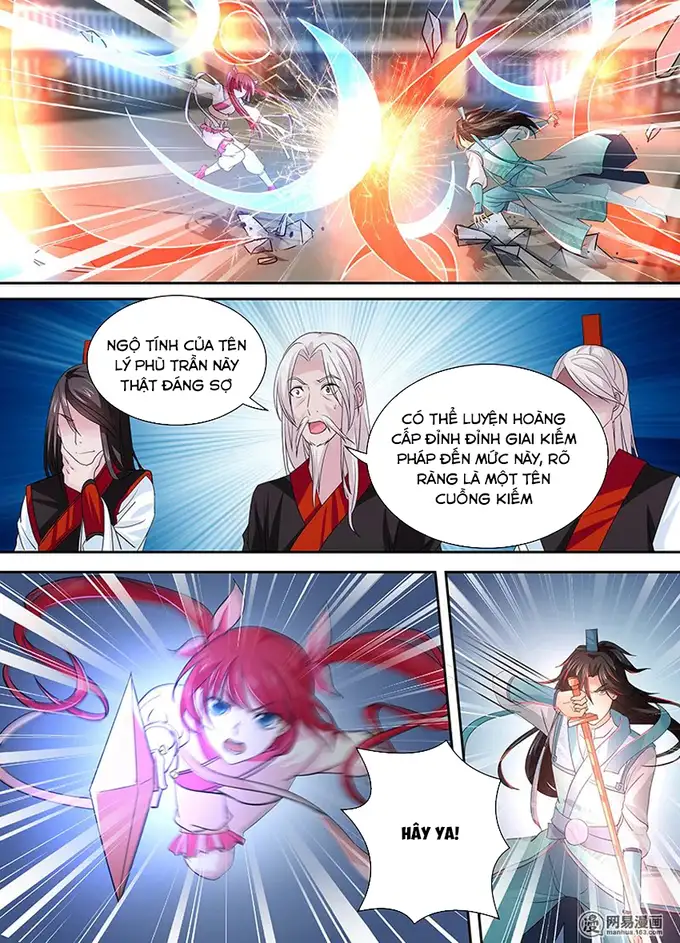 NGỘ TÍNH CỦA TÊN
LÝ PHÙ TRẦN NÀY
THẬT ĐÁNG SỢ
CÓ THỂ LUYỆN HOÀNG
CẤP ĐỈNH ĐỈNH GIAI KIẾM
PHÁP ĐẾN MỨC NÀY, RÕ
RÀNG LÀ MỘT TÊN
CUỒNG KIẾM
HÂY YA!
网易漫画
manhua.163.com